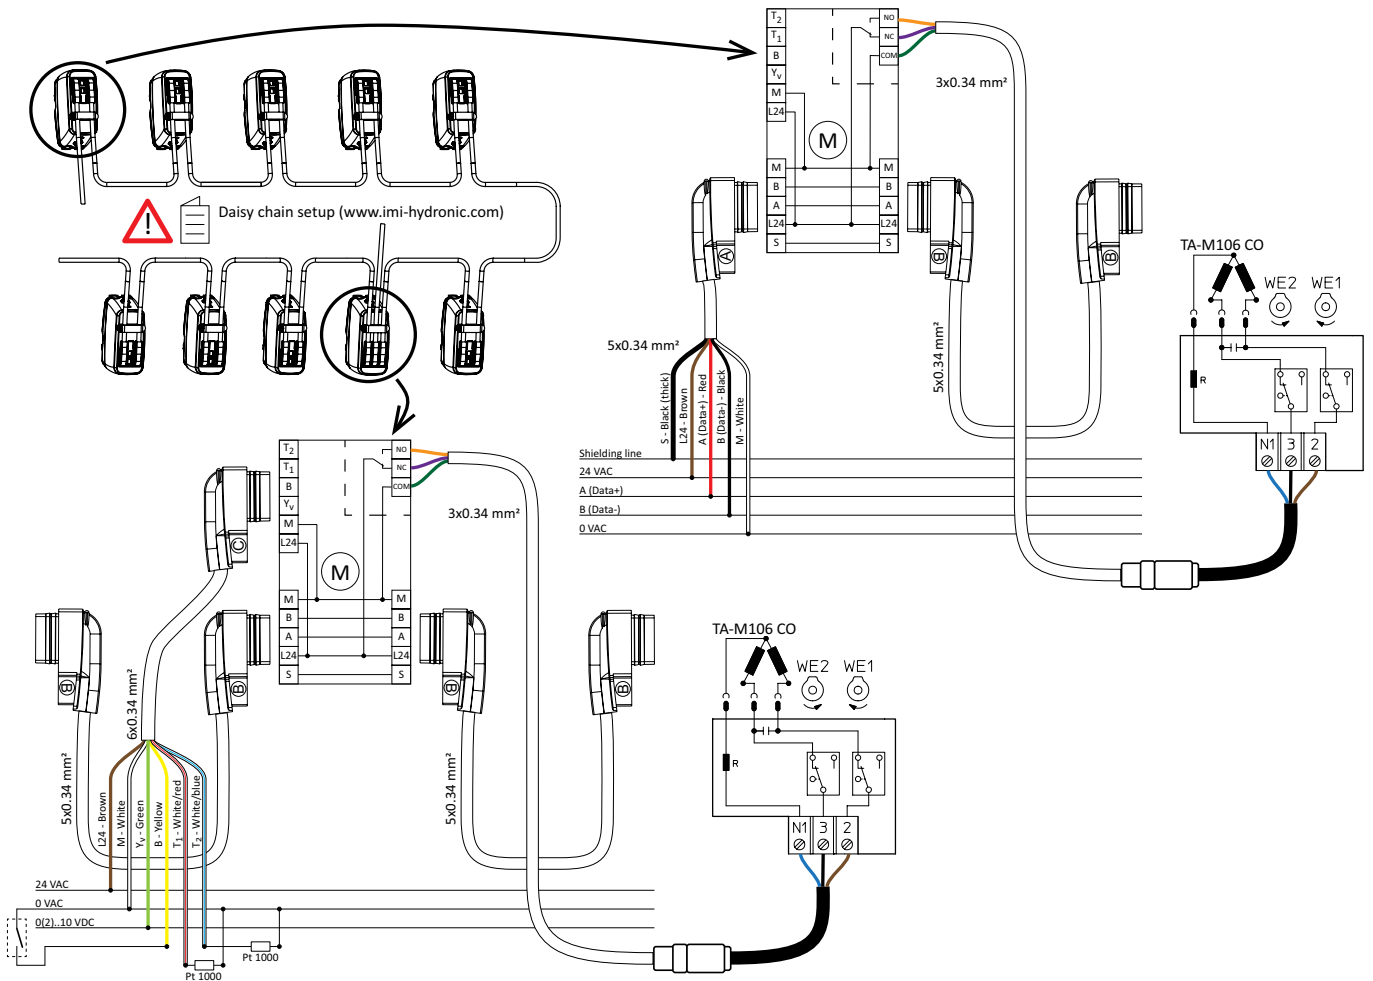 Daisy chain setup (www.imi-hydronic.com)
T2
T1
B
Yv
M
L24
NO
NC
COM
3x0.34 mm²
M
M
B
A
L24
S
M
B
A
L24
S
A
B
B
5x0.34 mm²
5x0.34 mm²
S - Black (thick)
L24 - Brown
A (Data+) - Red
B (Data-) - Black
M - White
Shielding line
24 VAC
A (Data+)
B (Data-)
0 VAC
TA-M106 CO
WE2 WE1
R
N1 3 2
T2
T1
B
Yv
M
L24
NO
NC
COM
3x0.34 mm²
M
M
B
A
L24
S
M
B
A
L24
S
C
B
B
B
B
6x0.34 mm²
5x0.34 mm²
5x0.34 mm²
L24 - Brown
M - White
Yv - Green
B - Yellow
T1 - White/red
T2 - White/blue
24 VAC
0 VAC
0(2)..10 VDC
Pt 1000
Pt 1000
TA-M106 CO
WE2 WE1
R
N1 3 2